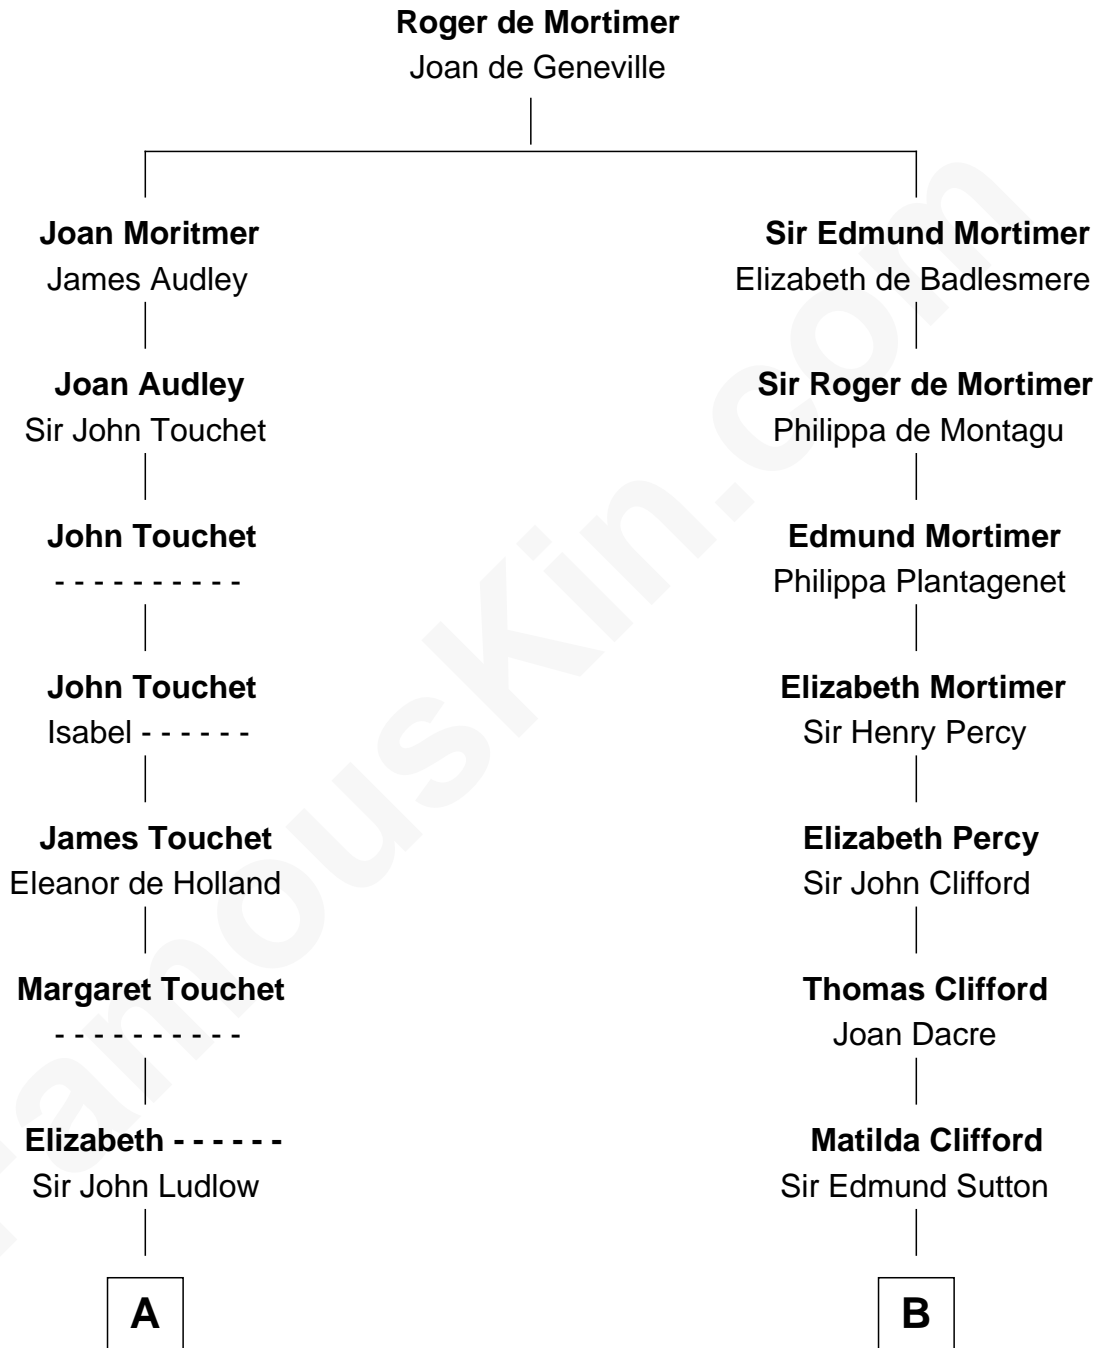 Roger de Mortimer
Joan de Geneville
Joan Moritmer
James Audley
Sir Edmund Mortimer
Elizabeth de Badlesmere
Joan Audley
Sir John Touchet
Sir Roger de Mortimer
Philippa de Montagu
John Touchet
- - - - - - - - - -
Edmund Mortimer
Philippa Plantagenet
John Touchet
Isabel - - - - - -
Elizabeth Mortimer
Sir Henry Percy
James Touchet
Eleanor de Holland
Elizabeth Percy
Sir John Clifford
Margaret Touchet
- - - - - - - - - -
Thomas Clifford
Joan Dacre
Elizabeth - - - - - -
Sir John Ludlow
Matilda Clifford
Sir Edmund Sutton
A
B
FamousKin.com